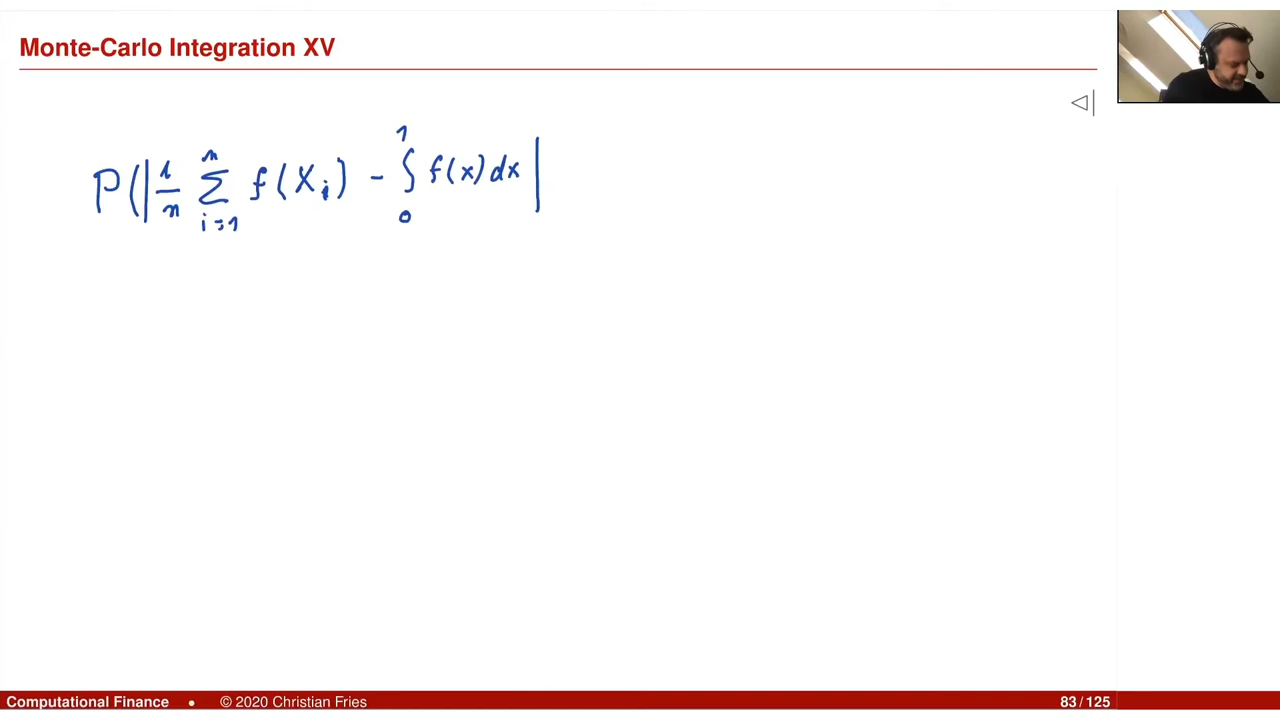 Monte-Carlo Integration XV
P(|1/n ∑_{i=1}^{n} f(X_i) - ∫_0^1 f(x)dx|
Computational Finance • © 2020 Christian Fries 83/125